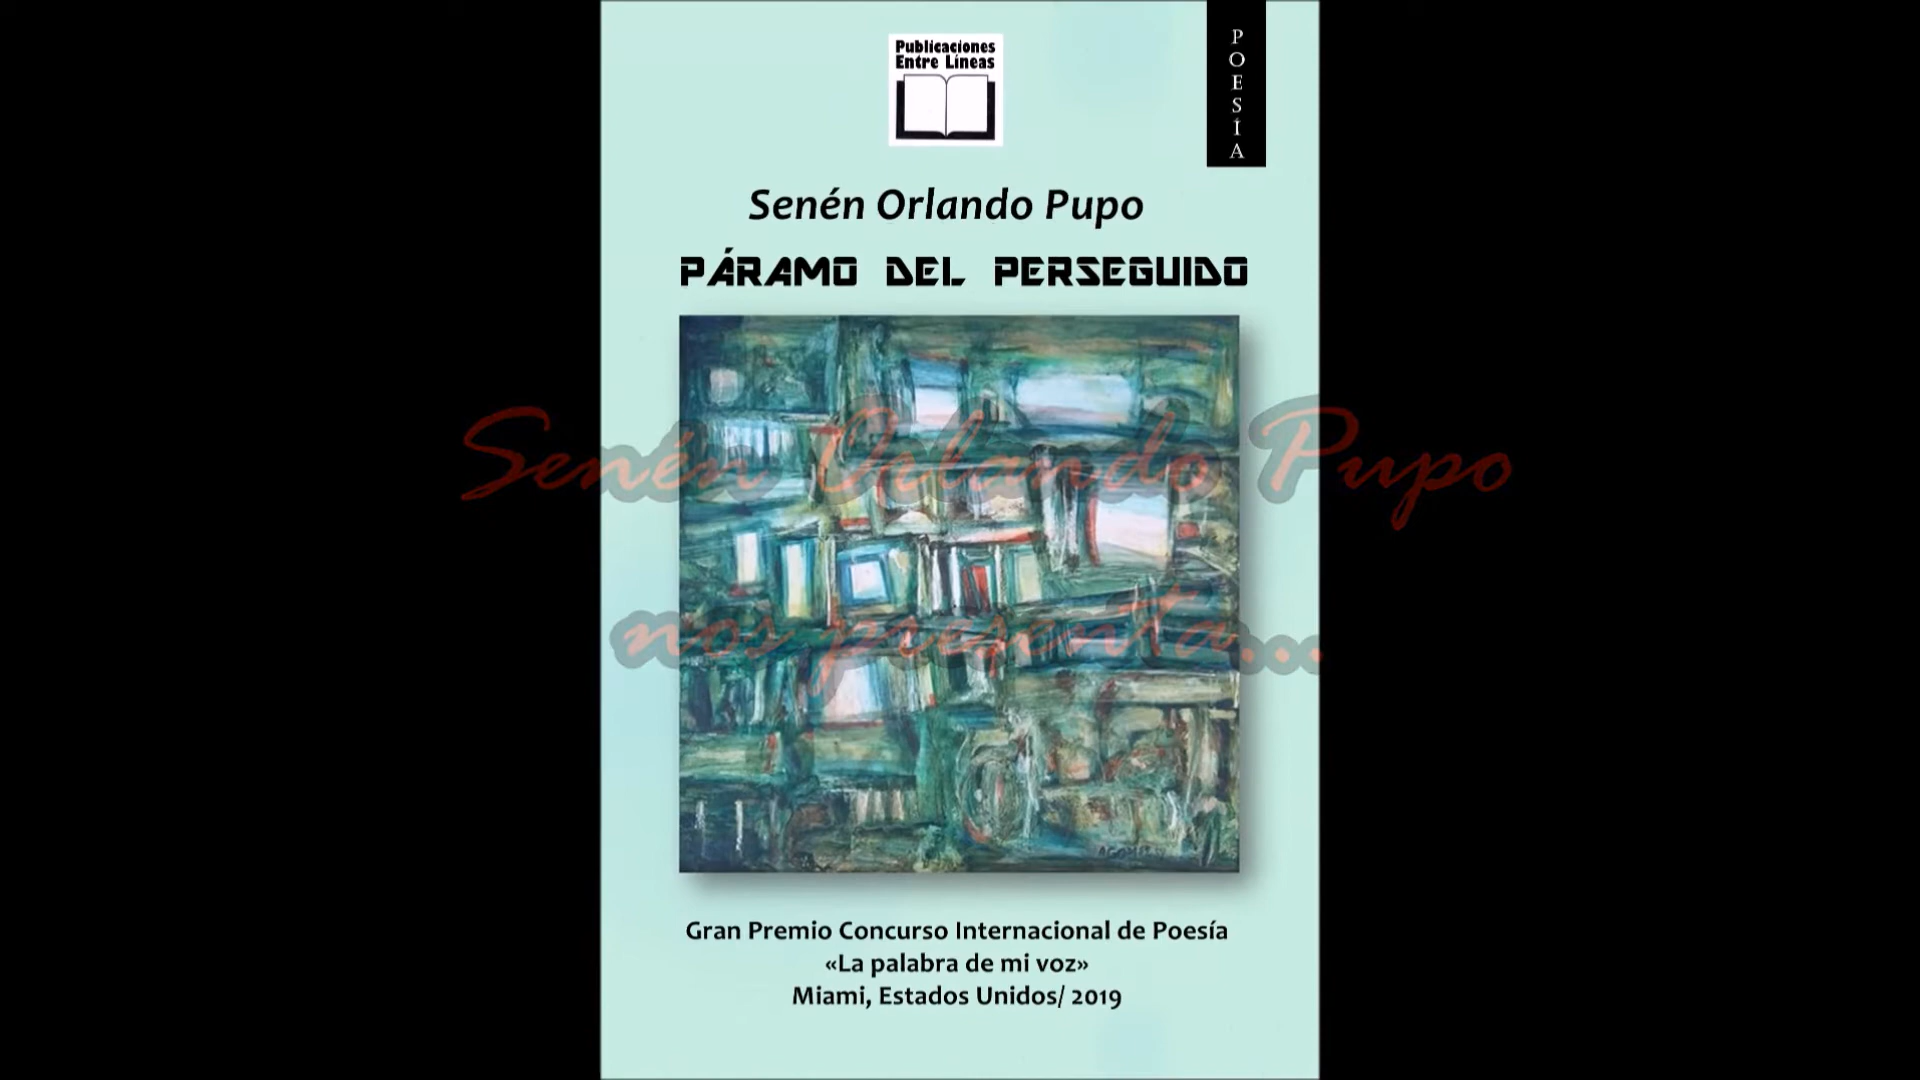 Publicaciones
Entre Líneas
POESÍA
Senén Orlando Pupo
PÁRAMO DEL PERSEGUIDO
Senén Orlando Pupo
nos presenta...
Gran Premio Concurso Internacional de Poesía
«La palabra de mi voz»
Miami, Estados Unidos/ 2019